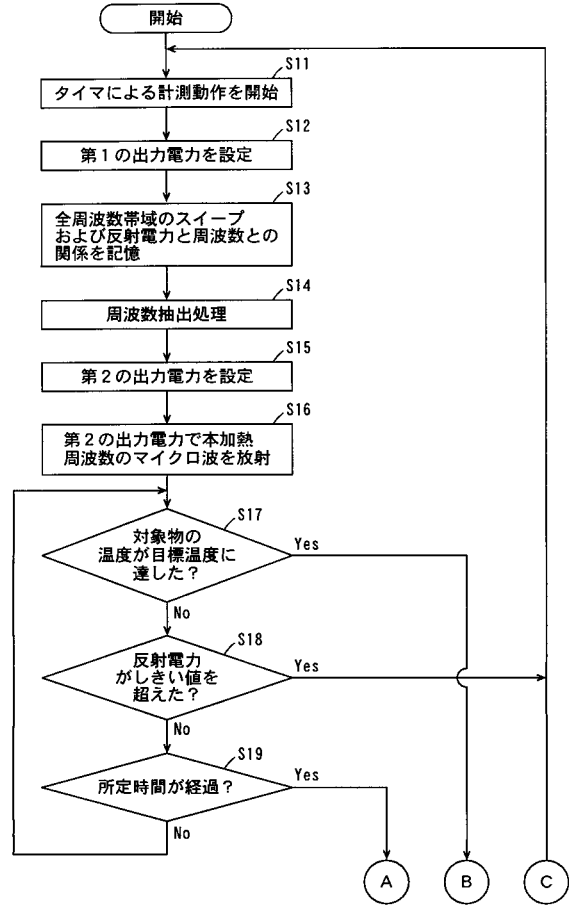 開始
S11
タイマによる計測動作を開始
S12
第1の出力電力を設定
S13
全周波数帯域のスイープ
および反射電力と周波数との
関係を記憶
S14
周波数抽出処理
S15
第2の出力電力を設定
S16
第2の出力電力で本加熱
周波数のマイクロ波を放射
S17
対象物の
温度が目標温度に
達した?
Yes
No
S18
反射電力
がしきい値を
超えた?
Yes
No
S19
所定時間が経過?
Yes
No
A
B
C